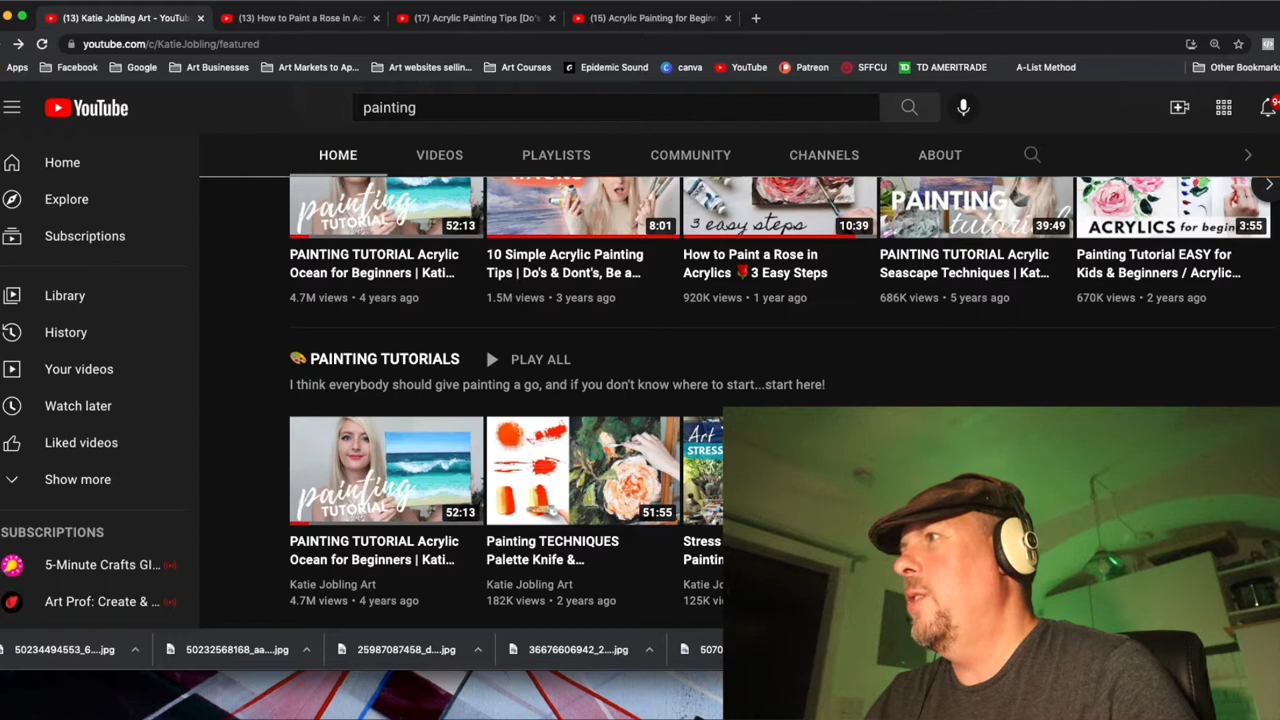 (13) Katie Jobling Art - YouTub
(13) How to Paint a Rose in Ac
(17) Acrylic Painting Tips [Do's
(15) Acrylic Painting for Beginn
youtube.com/c/KatieJobling/featured
Apps Facebook Google Art Businesses Art Markets to Ap... Art websites sellin... Art Courses Epidemic Sound canva YouTube Patreon SFFCU TD AMERITRADE A-List Method Other Bookmarks
YouTube
painting
9+
HOME VIDEOS PLAYLISTS COMMUNITY CHANNELS ABOUT
Home
Explore
Subscriptions
Library
History
Your videos
Watch later
Liked videos
Show more
SUBSCRIPTIONS
5-Minute Crafts GI...
Art Prof: Create & ...
painting
TUTORIAL
52:13
PAINTING TUTORIAL Acrylic
Ocean for Beginners | Kati...
4.7M views • 4 years ago
8:01
10 Simple Acrylic Painting
Tips | Do's & Dont's, Be a...
1.5M views • 3 years ago
3 easy steps
10:39
How to Paint a Rose in
Acrylics 🌹3 Easy Steps
920K views • 1 year ago
PAINTING
tutorial
39:49
PAINTING TUTORIAL Acrylic
Seascape Techniques | Kat...
686K views • 5 years ago
ACRYLICS for begin
3:55
Painting Tutorial EASY for
Kids & Beginners / Acrylic...
670K views • 2 years ago
🎨 PAINTING TUTORIALS
PLAY ALL
I think everybody should give painting a go, and if you don't know where to start...start here!
painting
TUTORIAL
52:13
PAINTING TUTORIAL Acrylic
Ocean for Beginners | Kati...
Katie Jobling Art
4.7M views • 4 years ago
51:55
Painting TECHNIQUES
Palette Knife &...
Katie Jobling Art
182K views • 2 years ago
Art
STRESS
Stress
Paintin
Katie Jo
125K vi
50234494553_6....jpg
50232568168_aa....jpg
25987087458_d....jpg
36676606942_2....jpg
5070